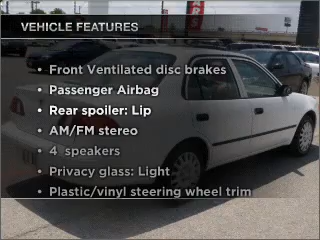 VEHICLE FEATURES
• Front Ventilated disc brakes
• Passenger Airbag
• Rear spoiler: Lip
• AM/FM stereo
• 4 speakers
• Privacy glass: Light
• Plastic/vinyl steering wheel trim